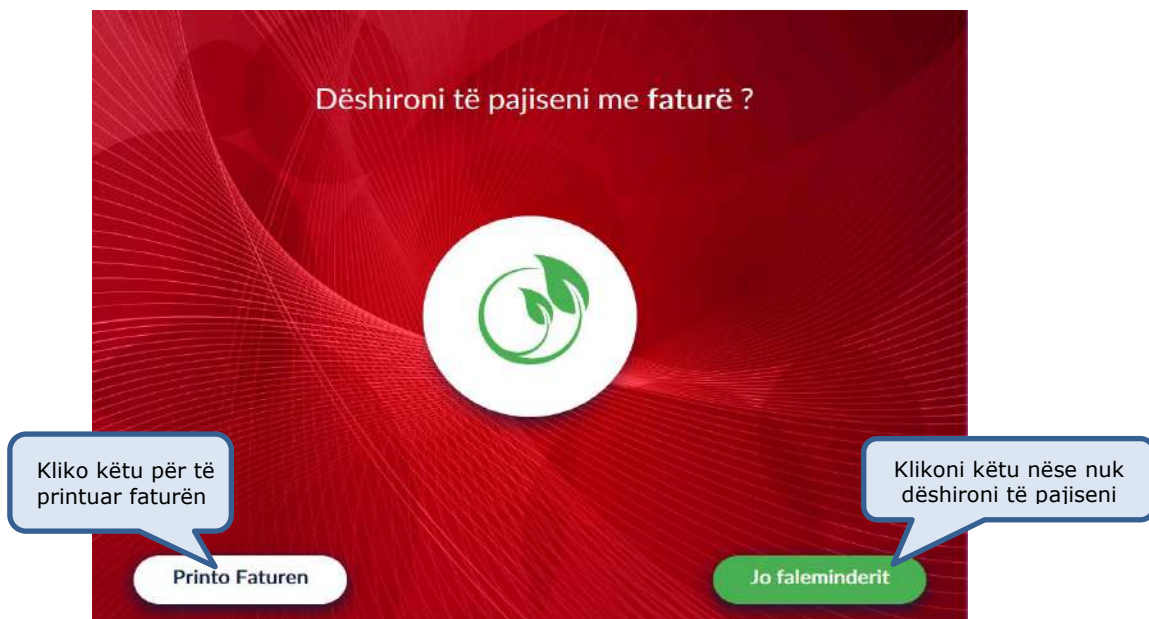 Dëshironi të pajiseni me faturë ?
Kliko këtu për të
printuar faturën
Klikoni këtu nëse nuk
dëshironi të pajiseni
Printo Faturen
Jo faleminderit